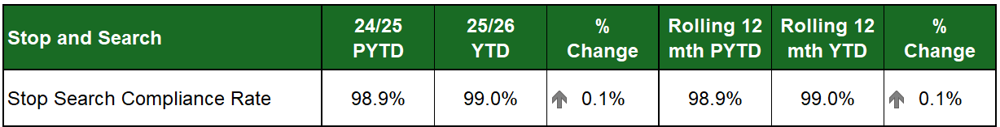 Stop and Search 24/25 PYTD 25/26 YTD % Change Rolling 12 mth PYTD Rolling 12 mth YTD % Change
Stop Search Compliance Rate 98.9% 99.0% 0.1% 98.9% 99.0% 0.1%